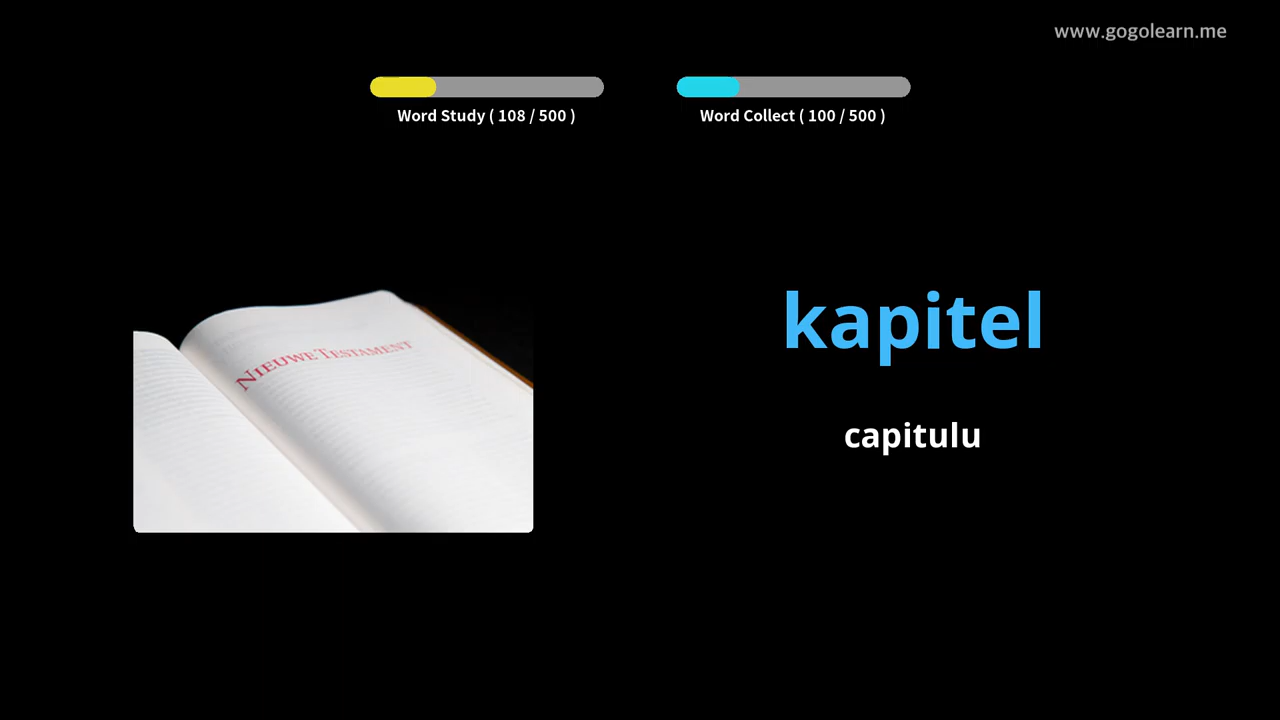 www.gogolearn.me
Word Study ( 108 / 500 )
Word Collect ( 100 / 500 )
NIEUWE TESTAMENT
kapitel
capitulu